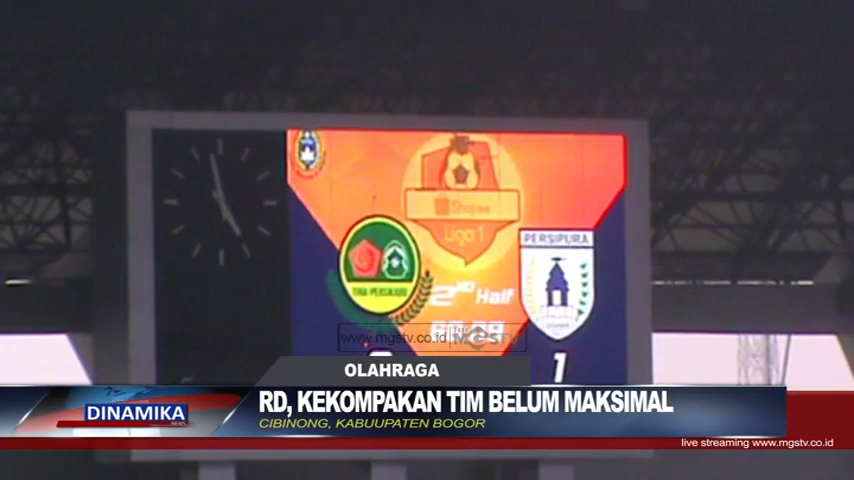 Shopee
Liga 1
PERSIPURA
TIRA-PERSIKABO
2ND Half
www.mgstv.co.id
MGSTV
1
OLAHRAGA
RD, KEKOMPAKAN TIM BELUM MAKSIMAL
DINAMIKA
NEWS
CIBINONG, KABUUPATEN BOGOR
live streaming www.mgstv.co.id